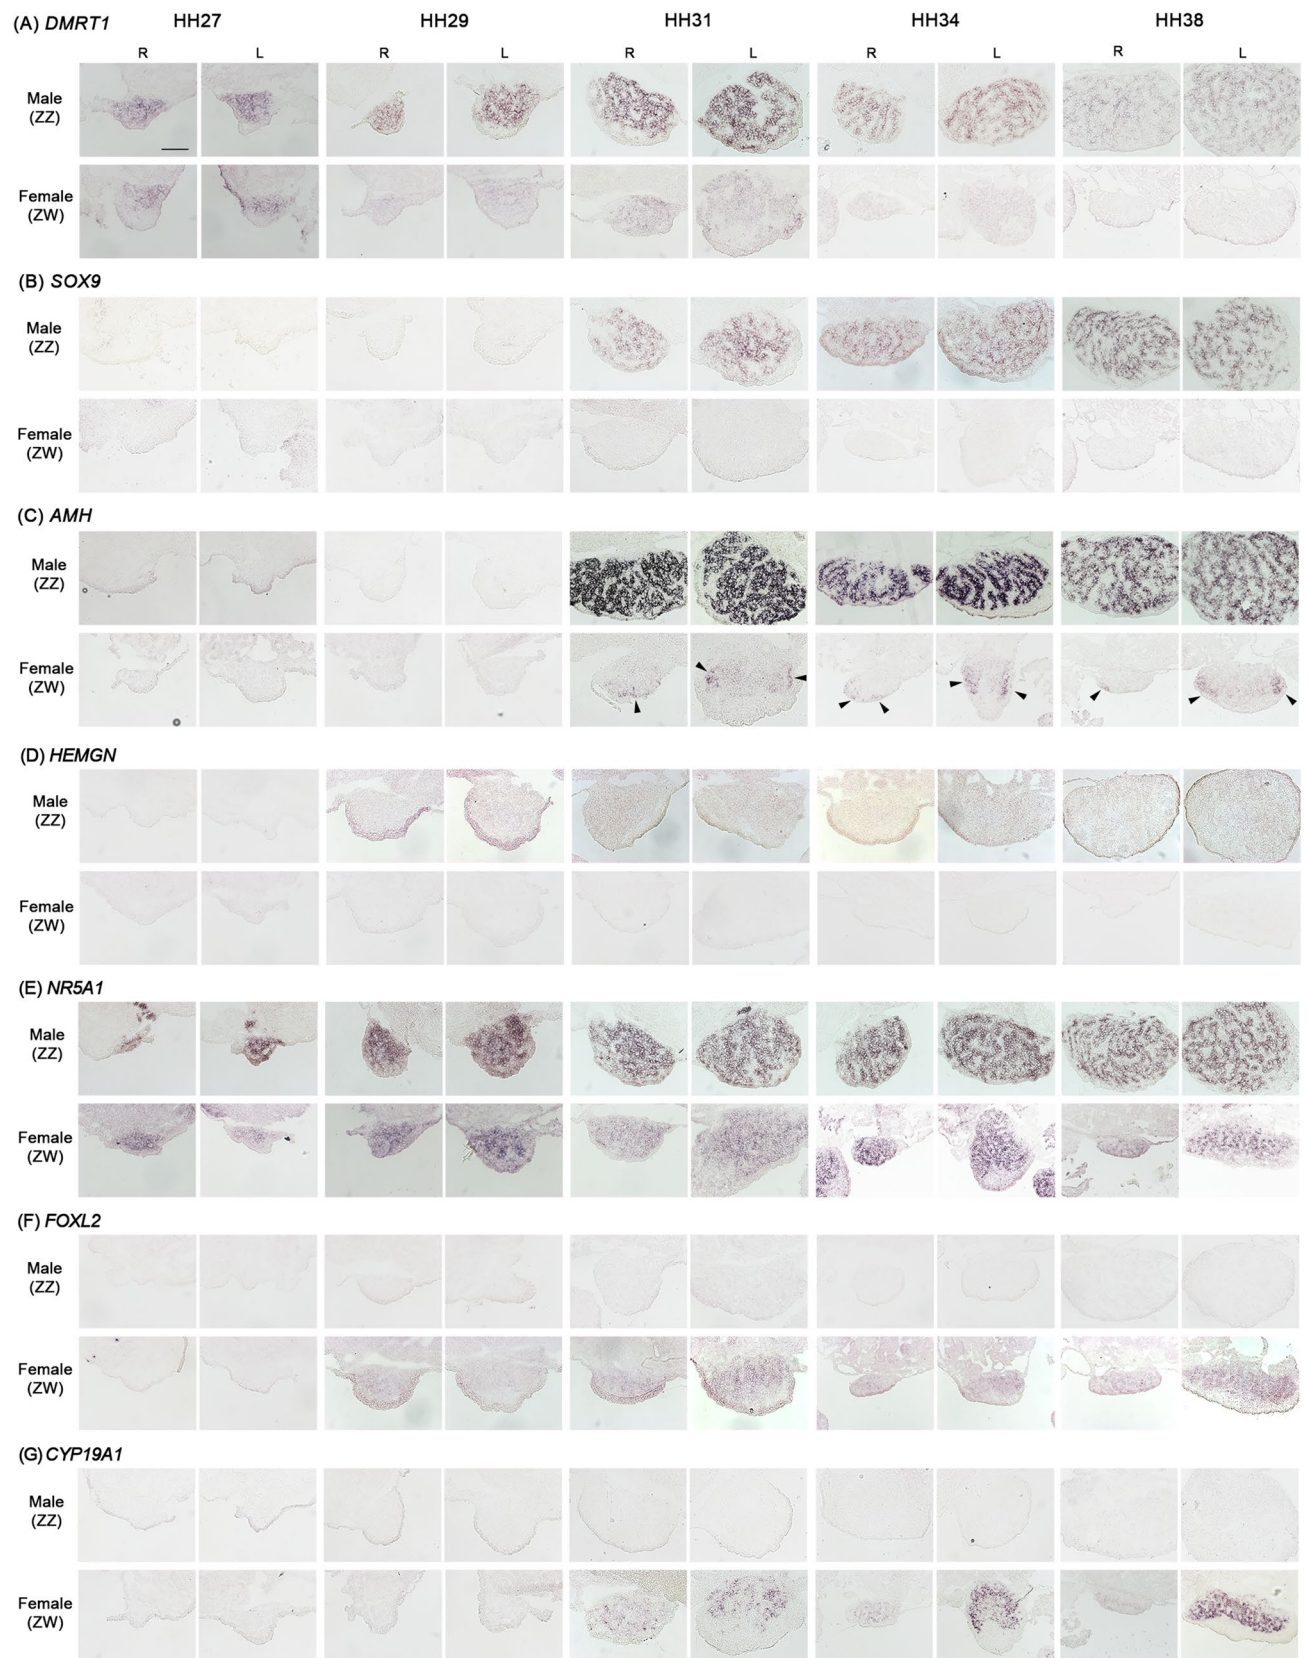 (A) DMRT1 HH27 HH29 HH31 HH34 HH38
R L R L R L R L R L
Male
(ZZ)
Female
(ZW)
(B) SOX9
Male
(ZZ)
Female
(ZW)
(C) AMH
Male
(ZZ)
Female
(ZW)
(D) HEMGN
Male
(ZZ)
Female
(ZW)
(E) NR5A1
Male
(ZZ)
Female
(ZW)
(F) FOXL2
Male
(ZZ)
Female
(ZW)
(G) CYP19A1
Male
(ZZ)
Female
(ZW)